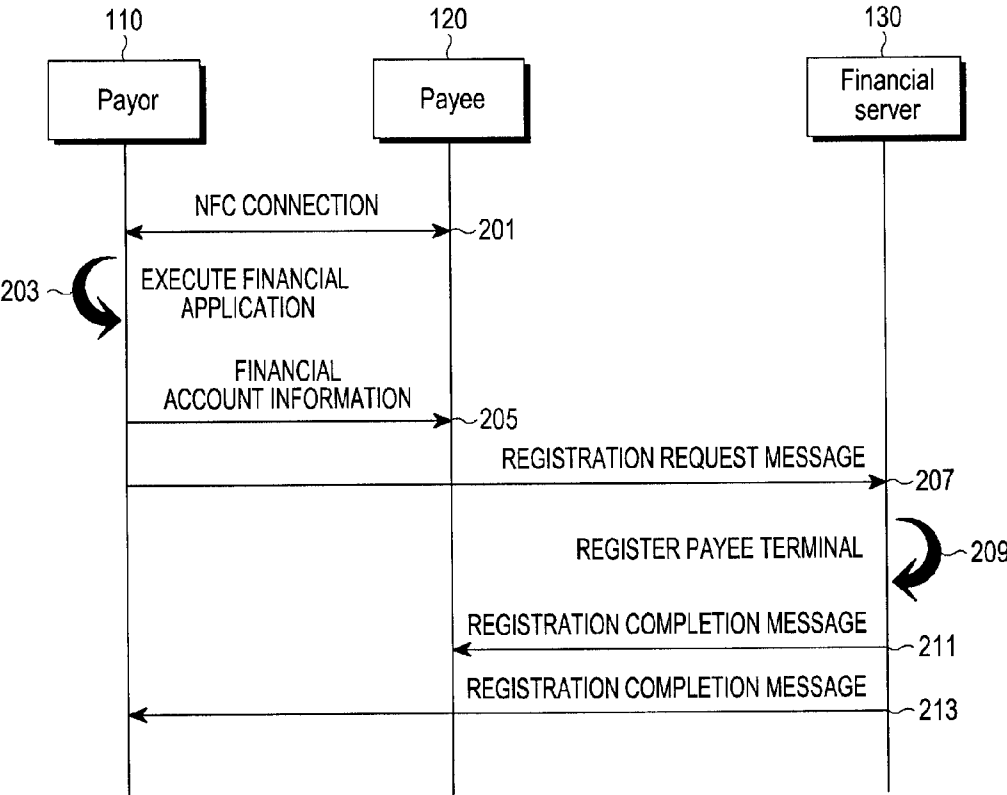 110
120
130
Payor
Payee
Financial
server
NFC CONNECTION
201
203
EXECUTE FINANCIAL
APPLICATION
FINANCIAL
ACCOUNT INFORMATION
205
REGISTRATION REQUEST MESSAGE
207
REGISTER PAYEE TERMINAL
209
REGISTRATION COMPLETION MESSAGE
211
REGISTRATION COMPLETION MESSAGE
213